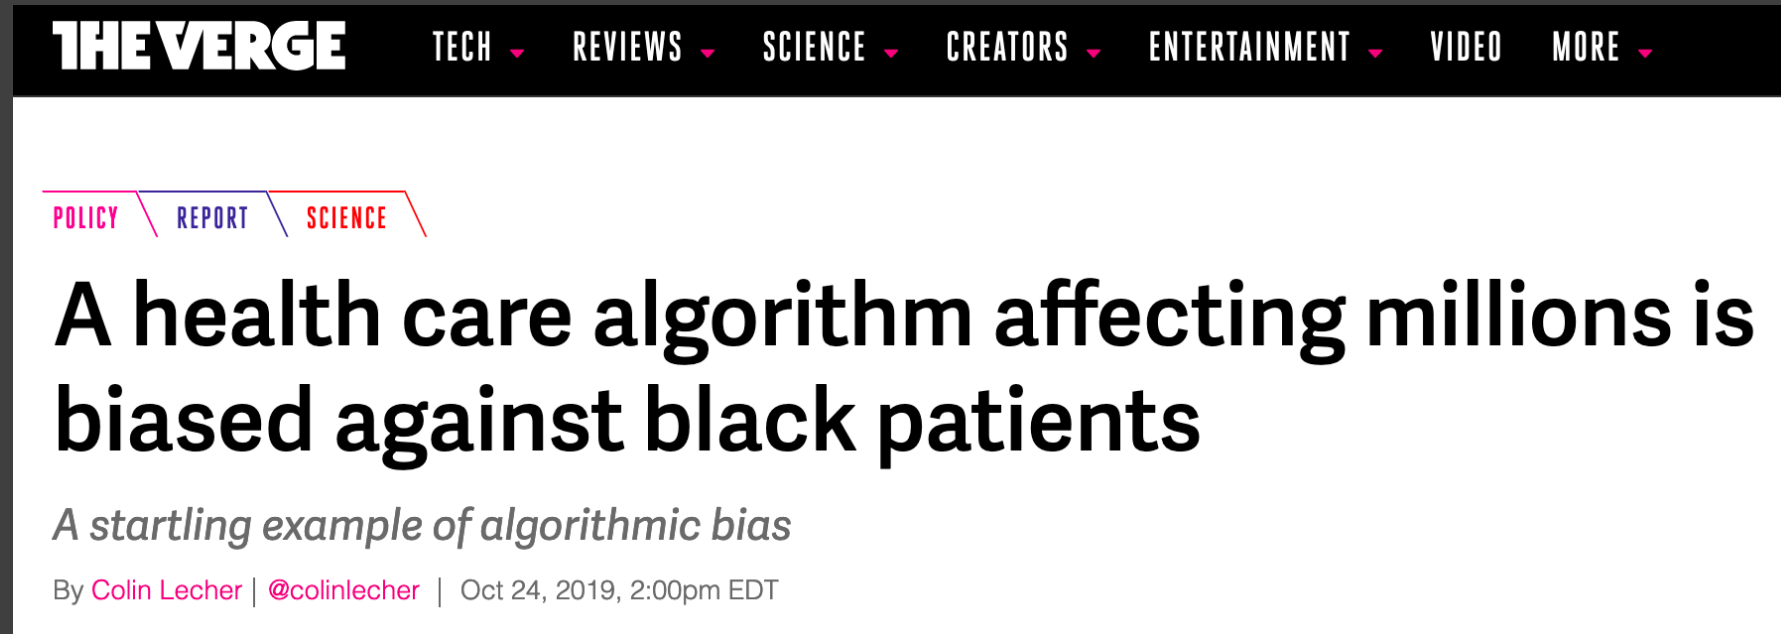 THE VERGE TECH REVIEWS SCIENCE CREATORS ENTERTAINMENT VIDEO MORE
POLICY REPORT SCIENCE
A health care algorithm affecting millions is
biased against black patients
A startling example of algorithmic bias
By Colin Lecher | @colinlecher | Oct 24, 2019, 2:00pm EDT